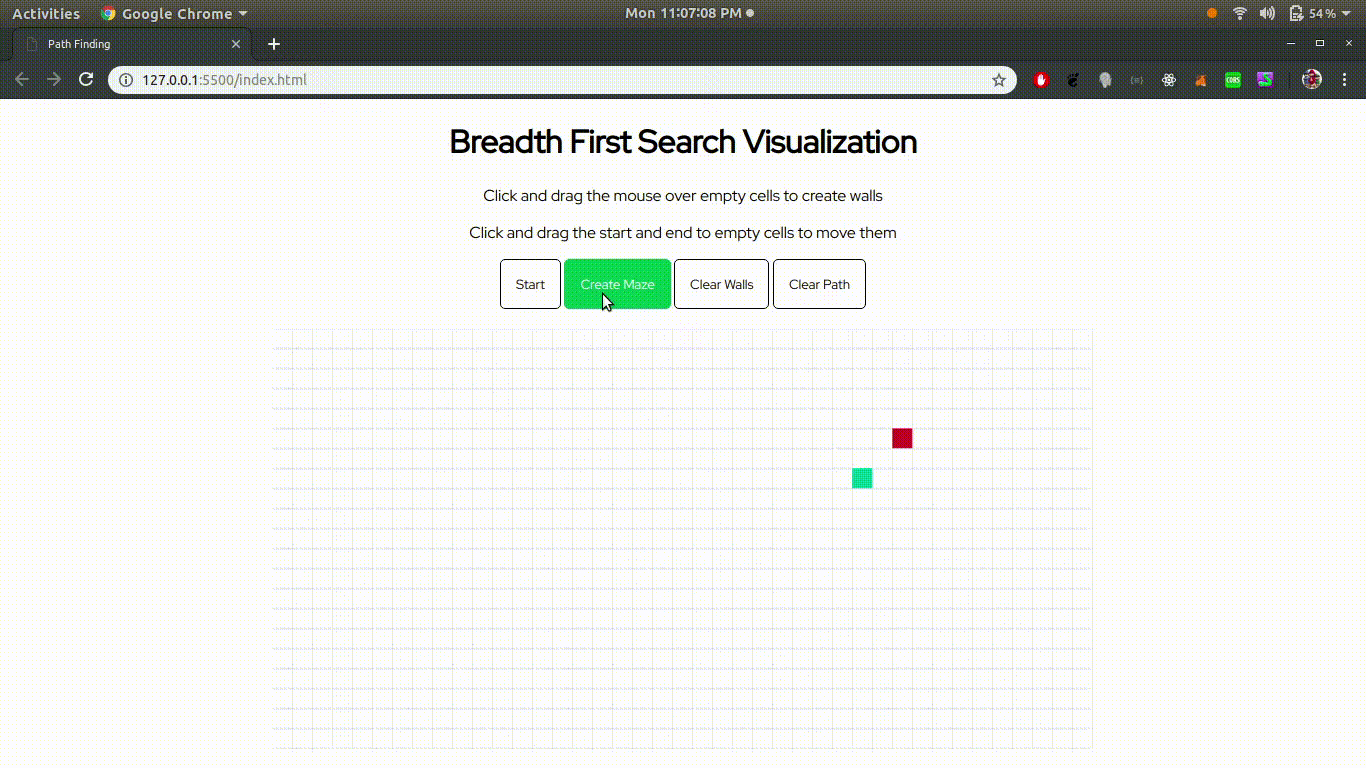 Activities Google Chrome Mon 11:07:08 PM 54%
Path Finding
127.0.0.1:5500/index.html
CORS
Breadth First Search Visualization
Click and drag the mouse over empty cells to create walls
Click and drag the start and end to empty cells to move them
Start Create Maze Clear Walls Clear Path